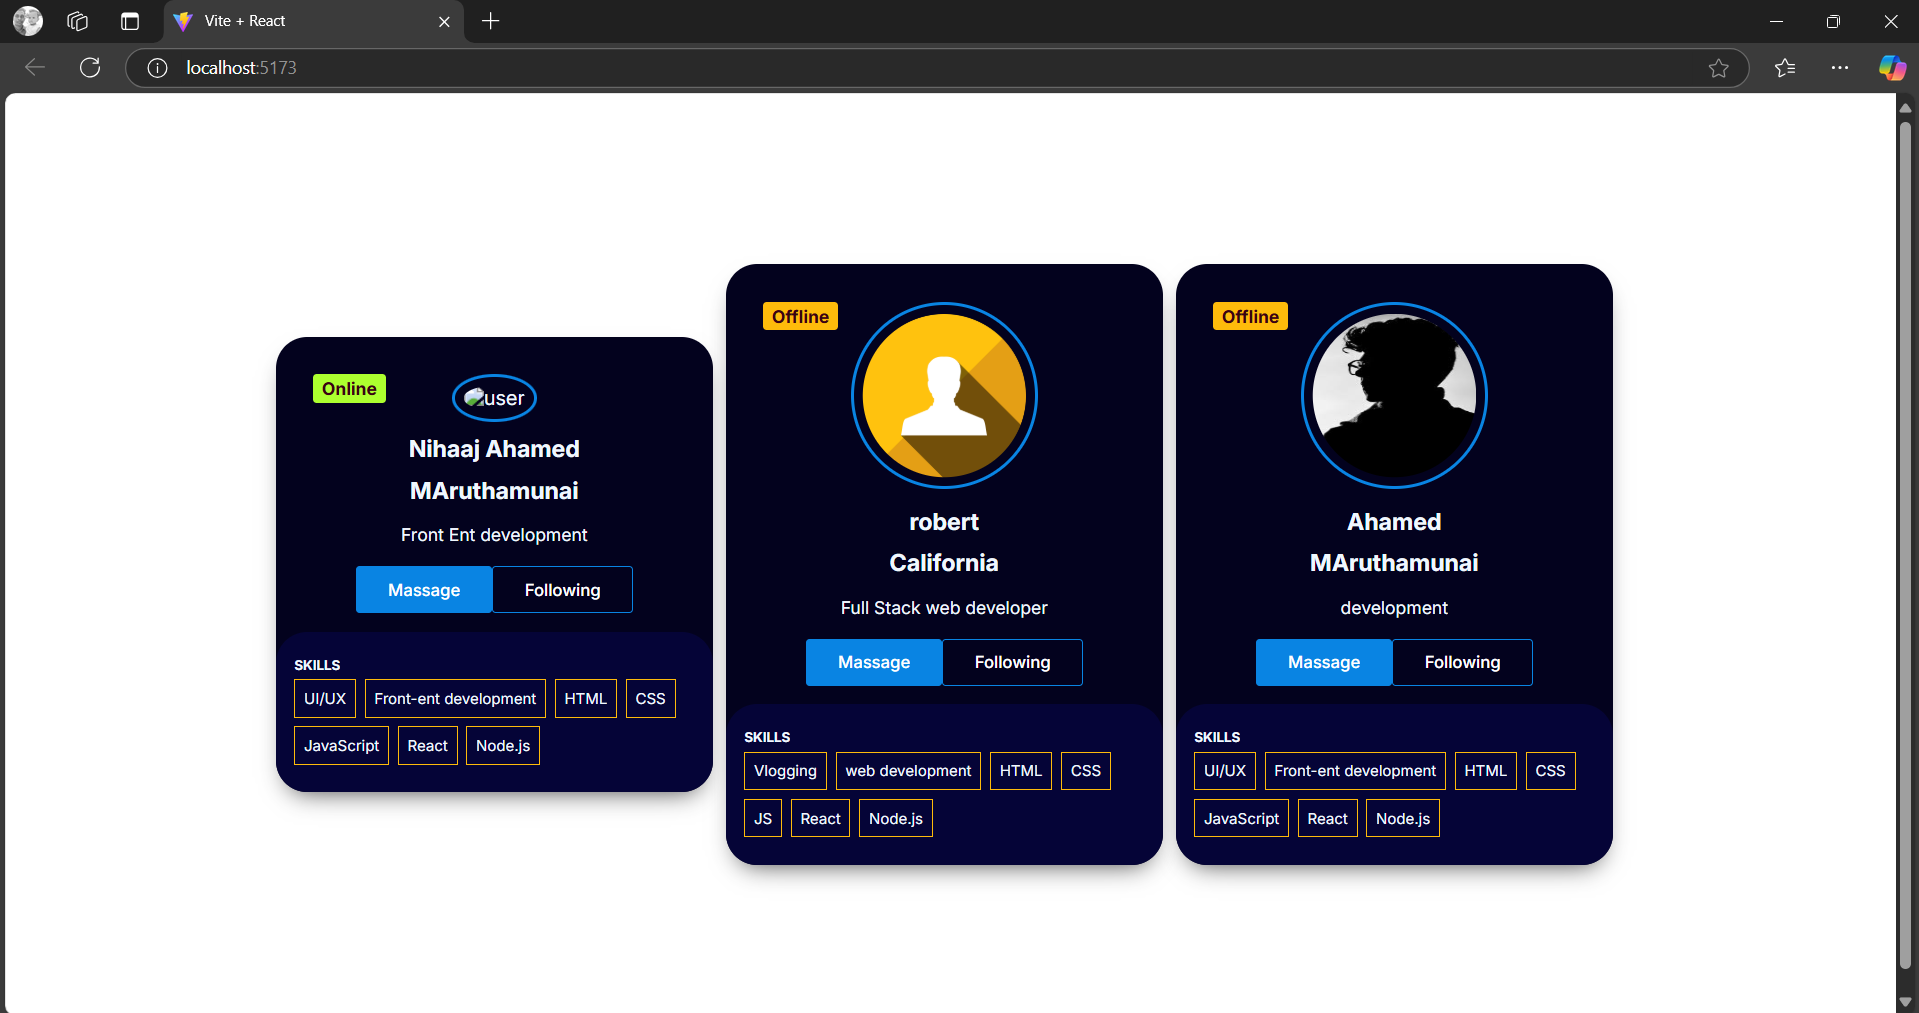 Vite + React
localhost:5173
Online
user
Nihaaj Ahamed
MAruthamunai
Front Ent development
Massage Following
SKILLS
UI/UX Front-ent development HTML CSS
JavaScript React Node.js
Offline
robert
California
Full Stack web developer
Massage Following
SKILLS
Vlogging web development HTML CSS
JS React Node.js
Offline
Ahamed
MAruthamunai
development
Massage Following
SKILLS
UI/UX Front-ent development HTML CSS
JavaScript React Node.js